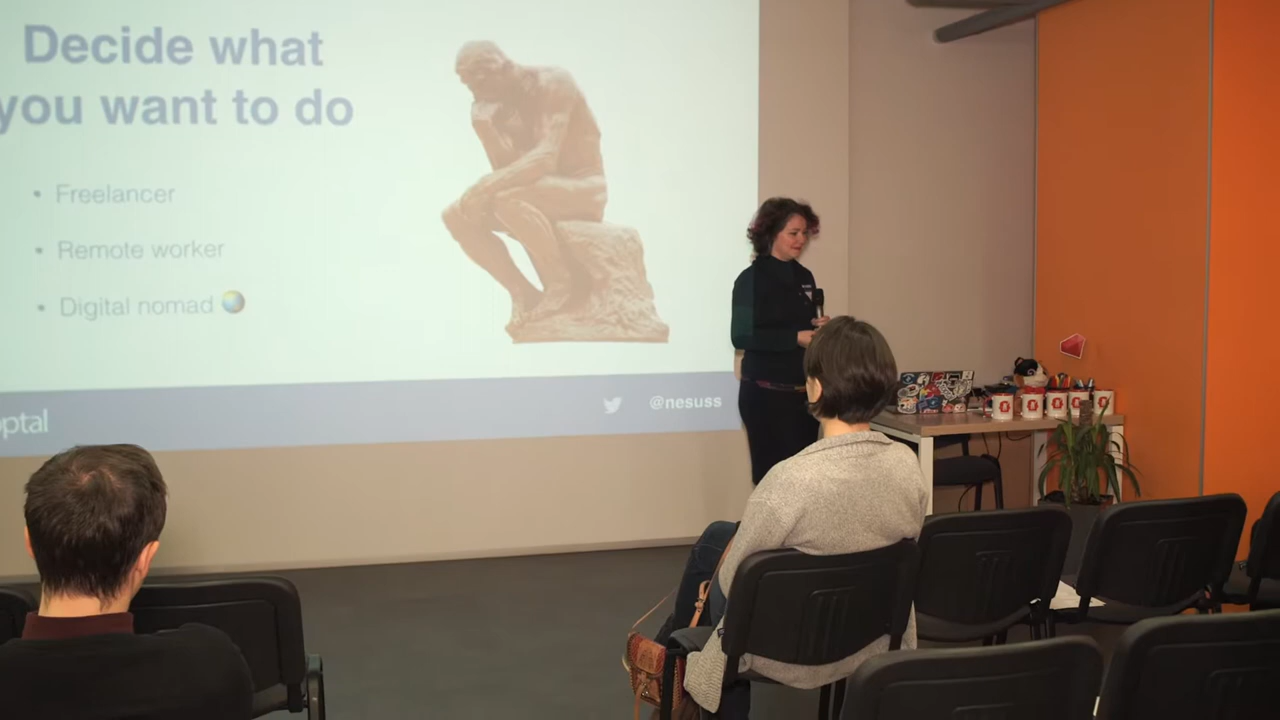 Decide what
you want to do
• Freelancer
• Remote worker
• Digital nomad
@nesuss
optal